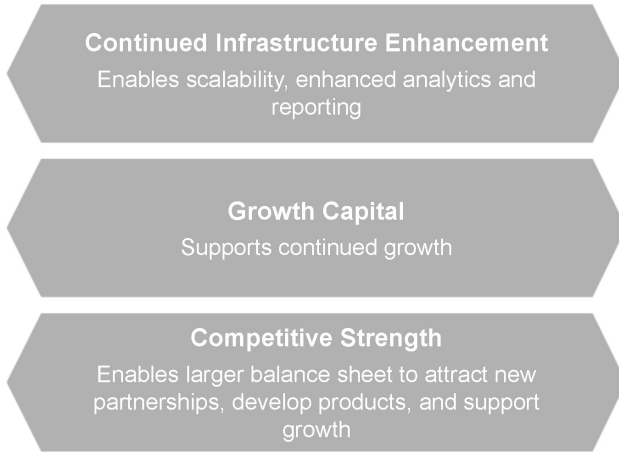 Continued Infrastructure Enhancement
Enables scalability, enhanced analytics and
reporting
Growth Capital
Supports continued growth
Competitive Strength
Enables larger balance sheet to attract new
partnerships, develop products, and support
growth